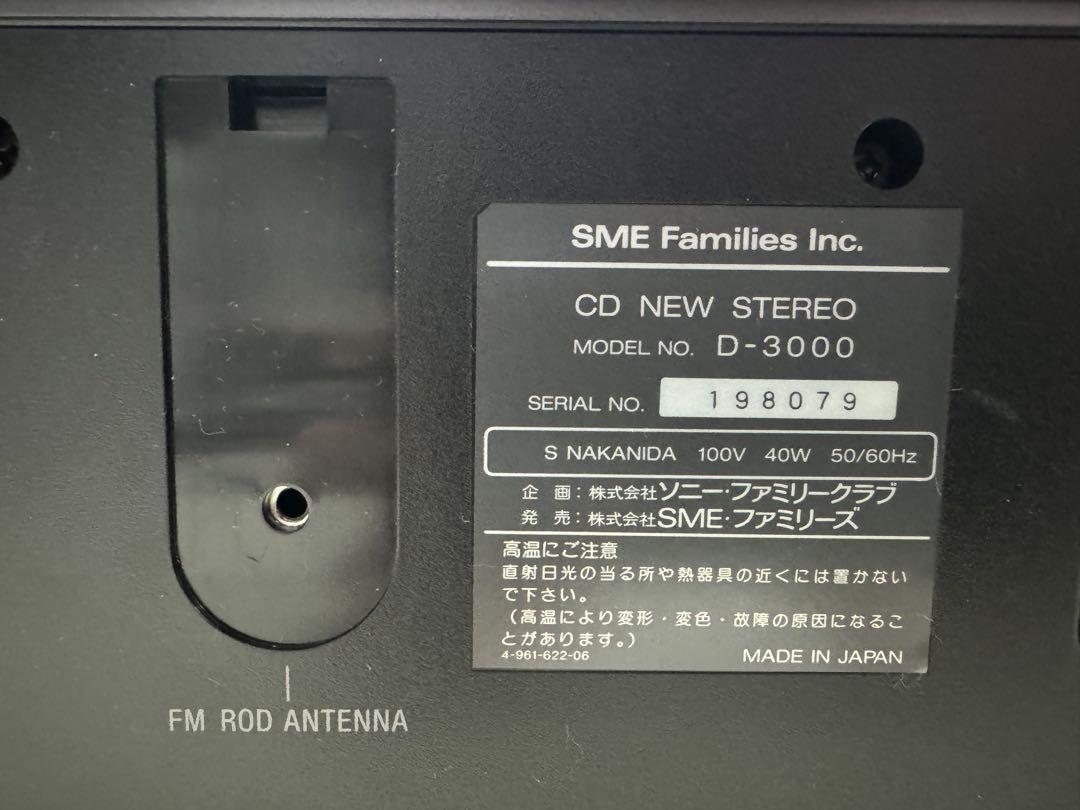 SME Families Inc.
CD NEW STEREO
MODEL NO. D-3000
SERIAL NO. 198079
S NAKANIDA 100V 40W 50/60Hz
企 画：株式会社ソニー・ファミリークラブ
発 売：株式会社SME・ファミリーズ
高温にご注意
直射日光の当る所や熱器具の近くには置かない
で下さい。
（高温により変形・変色・故障の原因になるこ
とがあります。）
4-961-622-06 MADE IN JAPAN
FM ROD ANTENNA